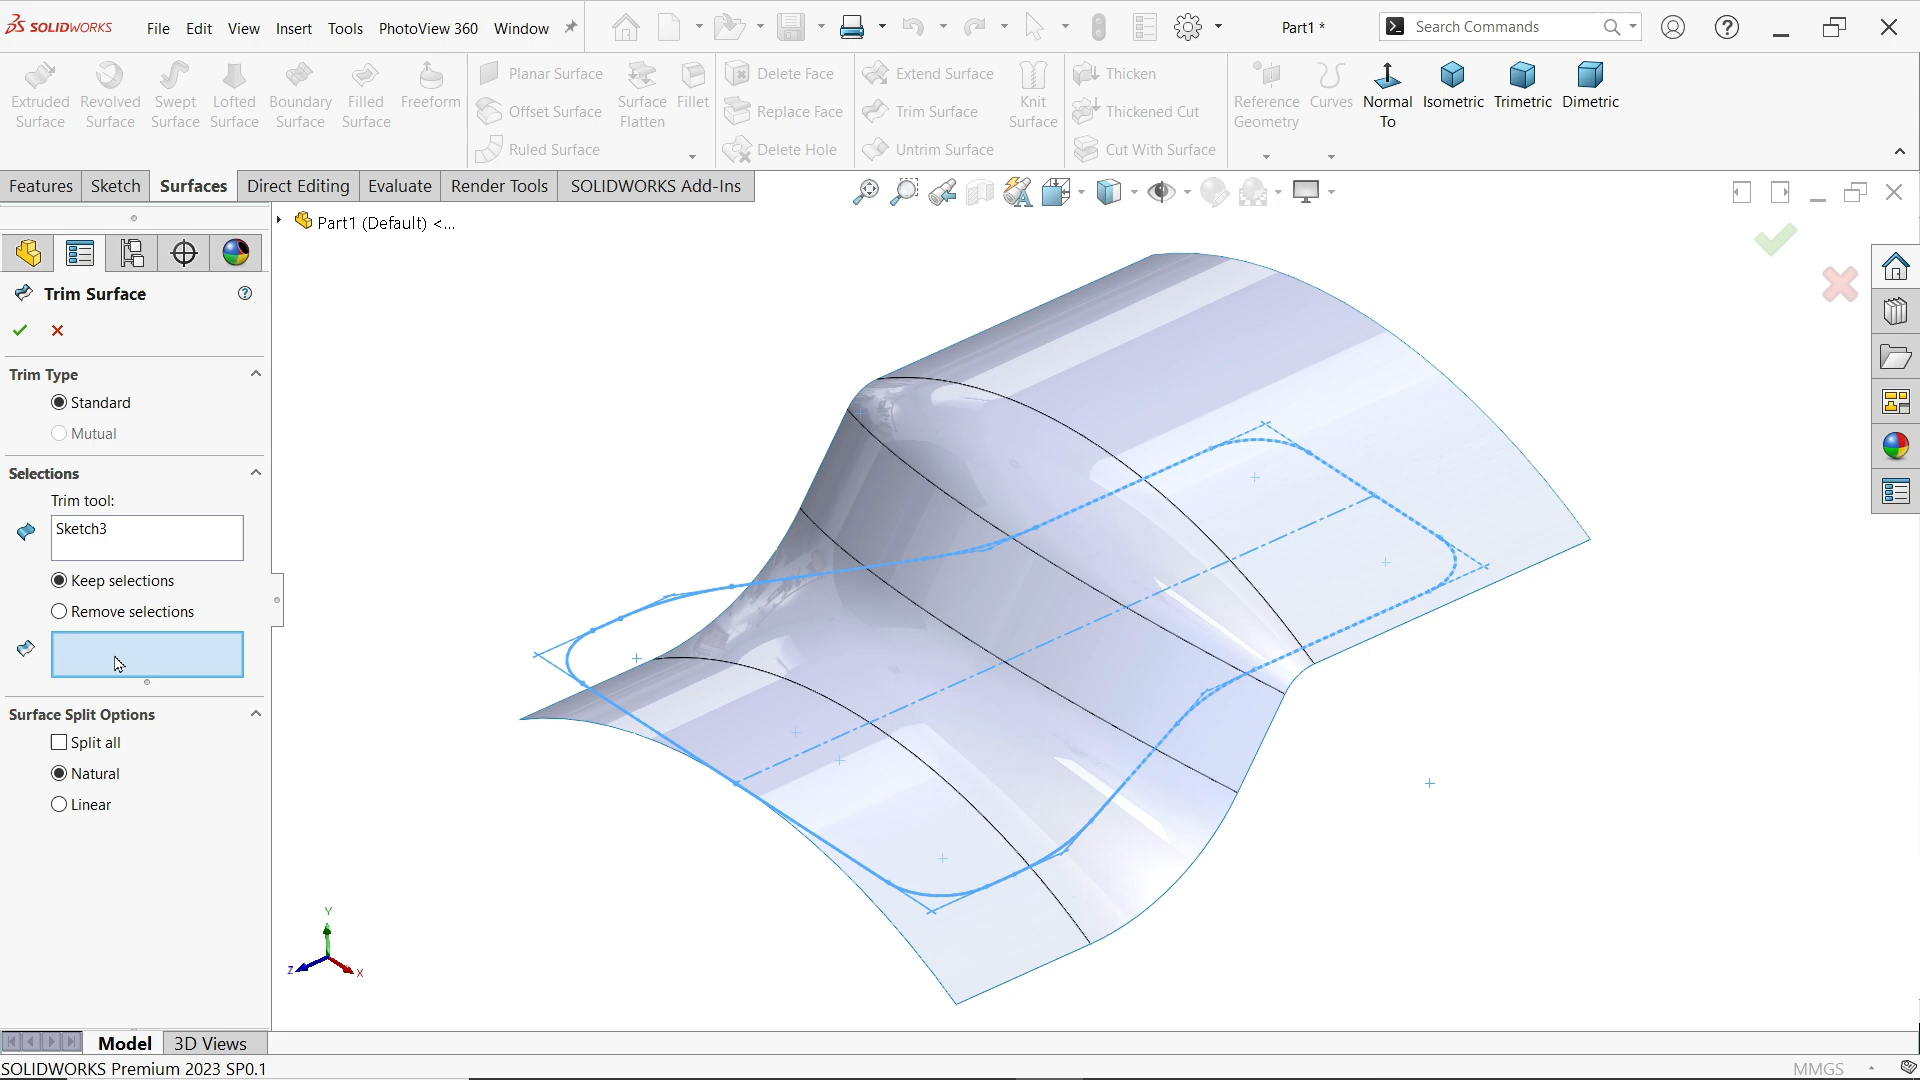 SOLIDWORKS File Edit View Insert Tools PhotoView 360 Window Part1 * Search Commands
Extruded Surface
Revolved Surface
Swept Surface
Lofted Surface
Boundary Surface
Filled Surface
Freeform
Planar Surface
Offset Surface
Ruled Surface
Surface Flatten
Fillet
Delete Face
Replace Face
Delete Hole
Extend Surface
Trim Surface
Untrim Surface
Knit Surface
Thicken
Thickened Cut
Cut With Surface
Reference Geometry
Curves
Normal To
Isometric
Trimetric
Dimetric
Features Sketch Surfaces Direct Editing Evaluate Render Tools SOLIDWORKS Add-Ins
Part1 (Default) <...
Trim Surface
Trim Type
Standard
Mutual
Selections
Trim tool:
Sketch3
Keep selections
Remove selections
Surface Split Options
Split all
Natural
Linear
Y
Z
X
Model 3D Views
SOLIDWORKS Premium 2023 SP0.1 MMGS